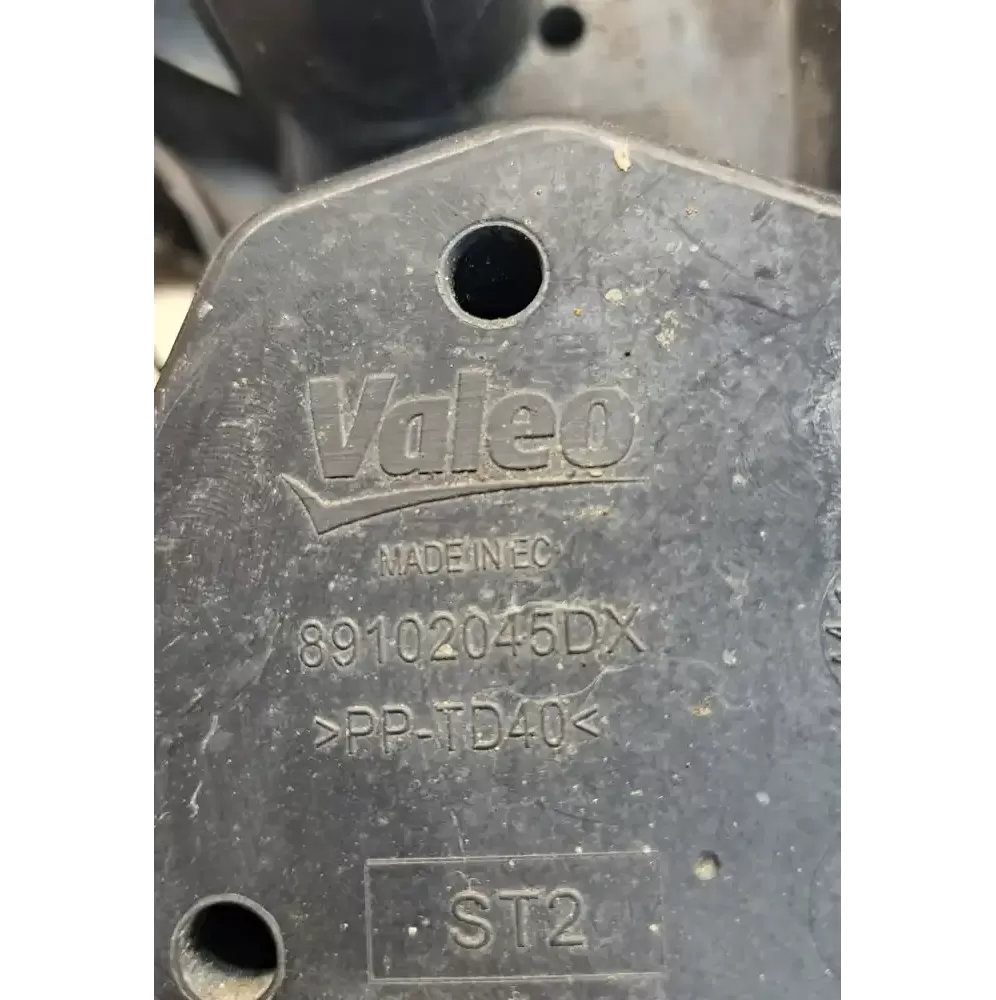 Valeo
MADE IN EC
89102045DX
>PP-TD40<
ST2